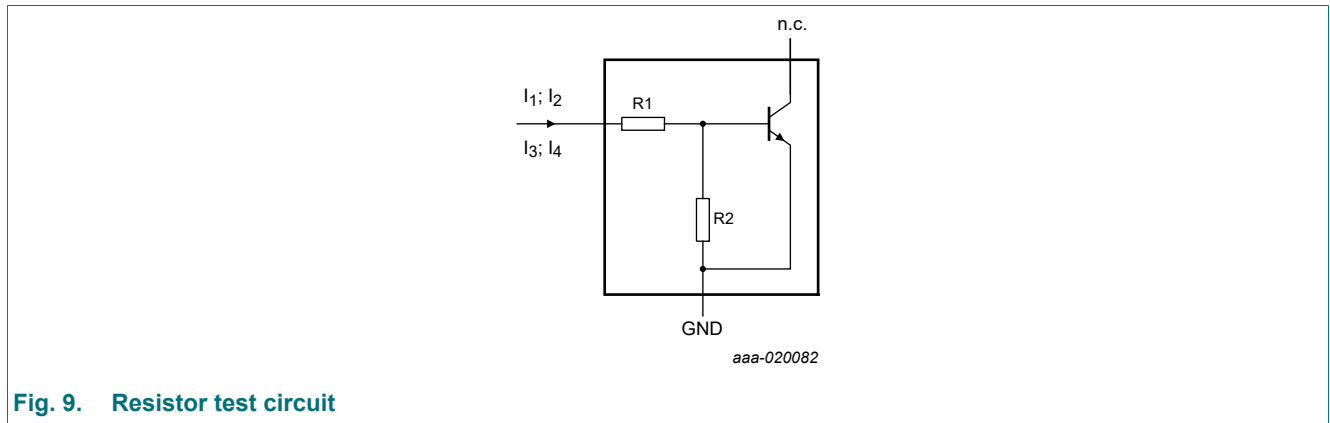 n.c.
I1; I2
R1
I3; I4
R2
GND
aaa-020082
Fig. 9. Resistor test circuit